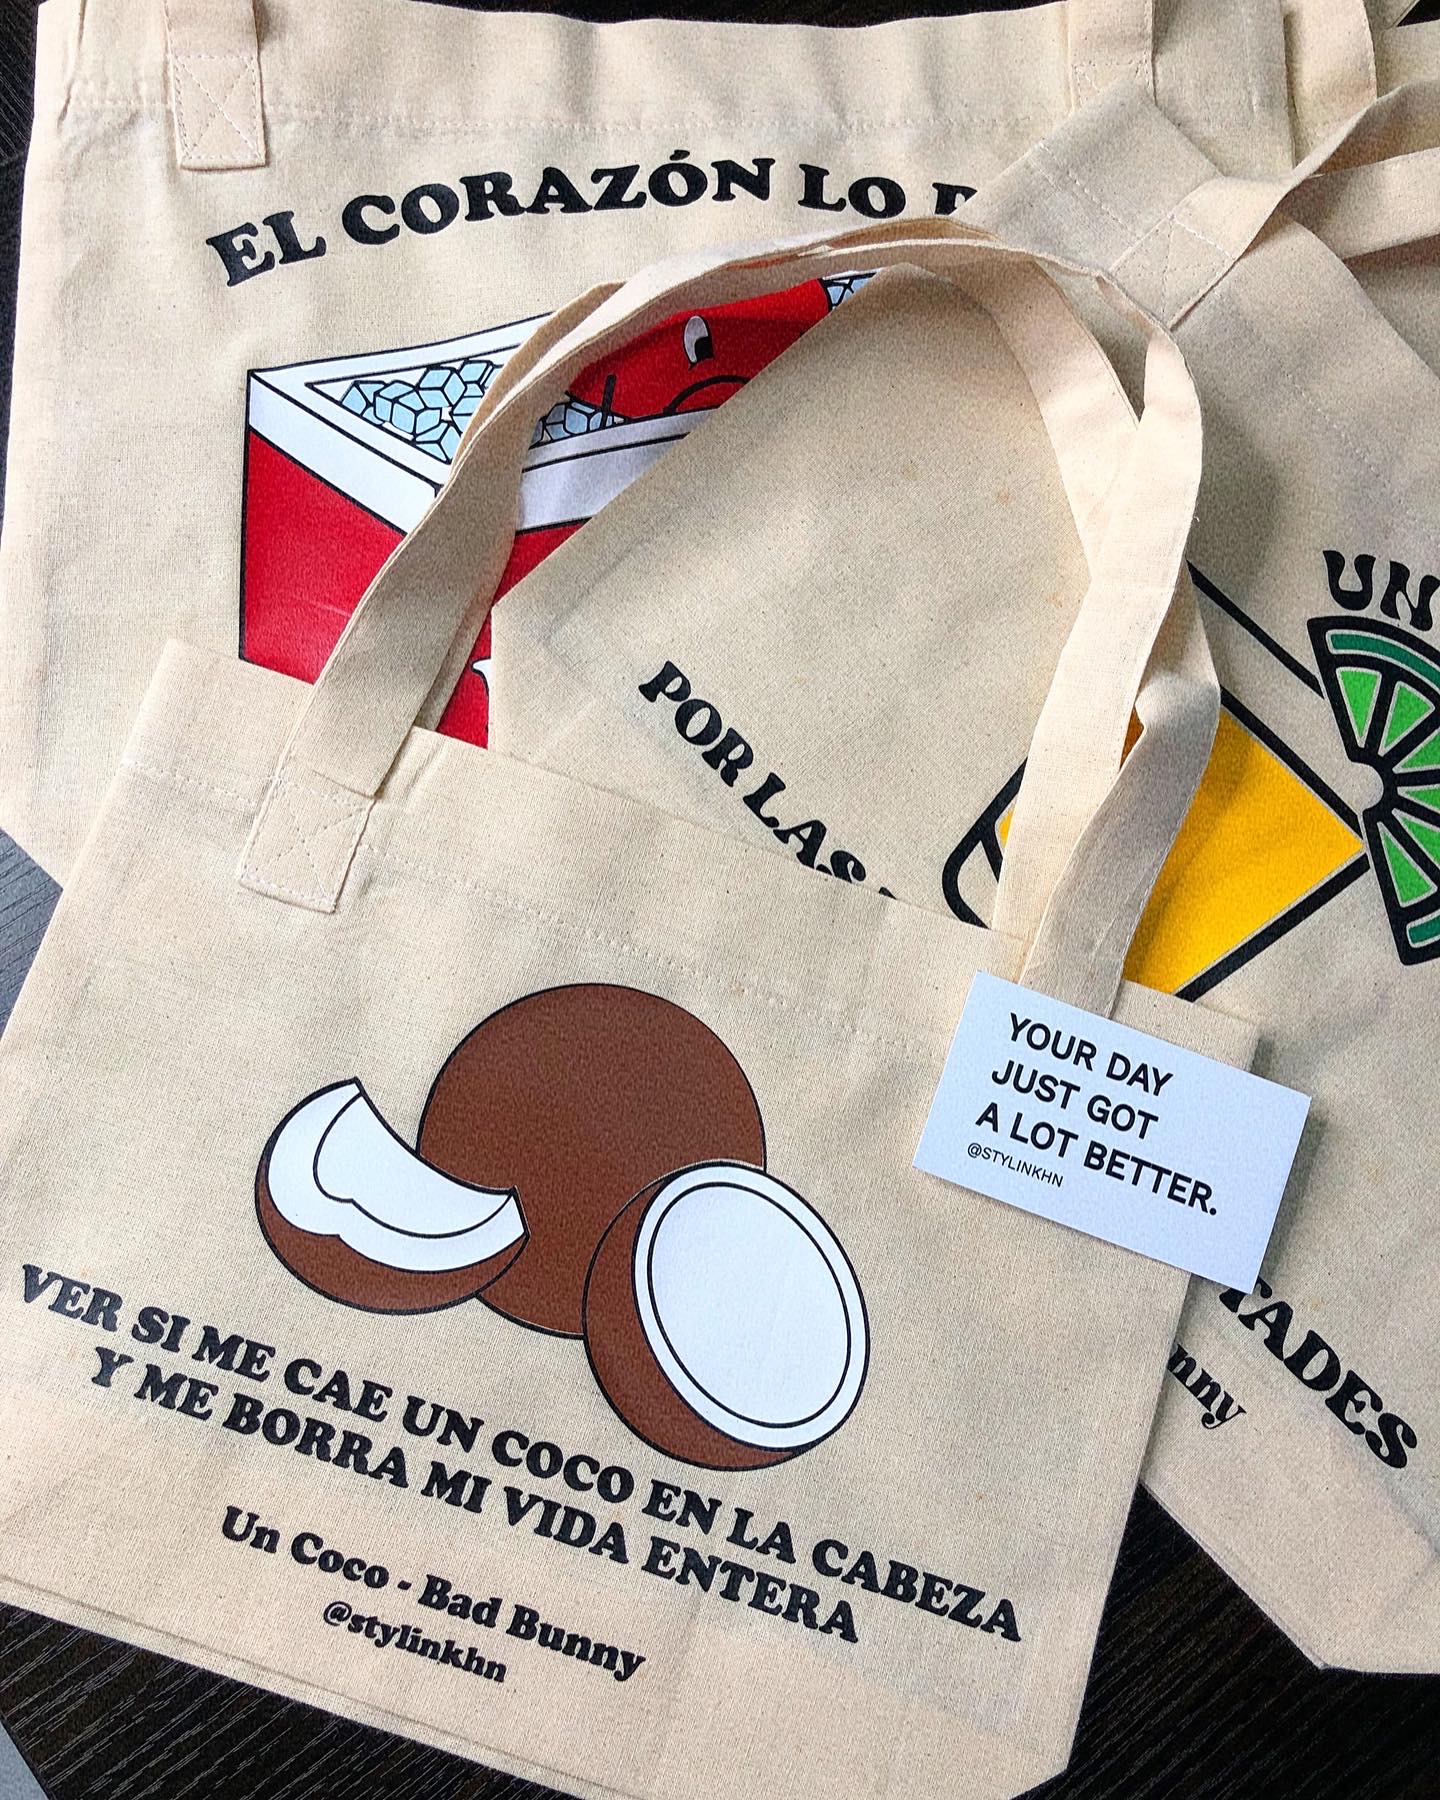 EL CORAZÓN LO
POR LAS
UN
YOUR DAY
JUST GOT
A LOT BETTER.
@STYLINKHN
VER SI ME CAE UN COCO EN LA CABEZA
Y ME BORRA MI VIDA ENTERA
Un Coco - Bad Bunny
@stylinkhn
TADES
nny